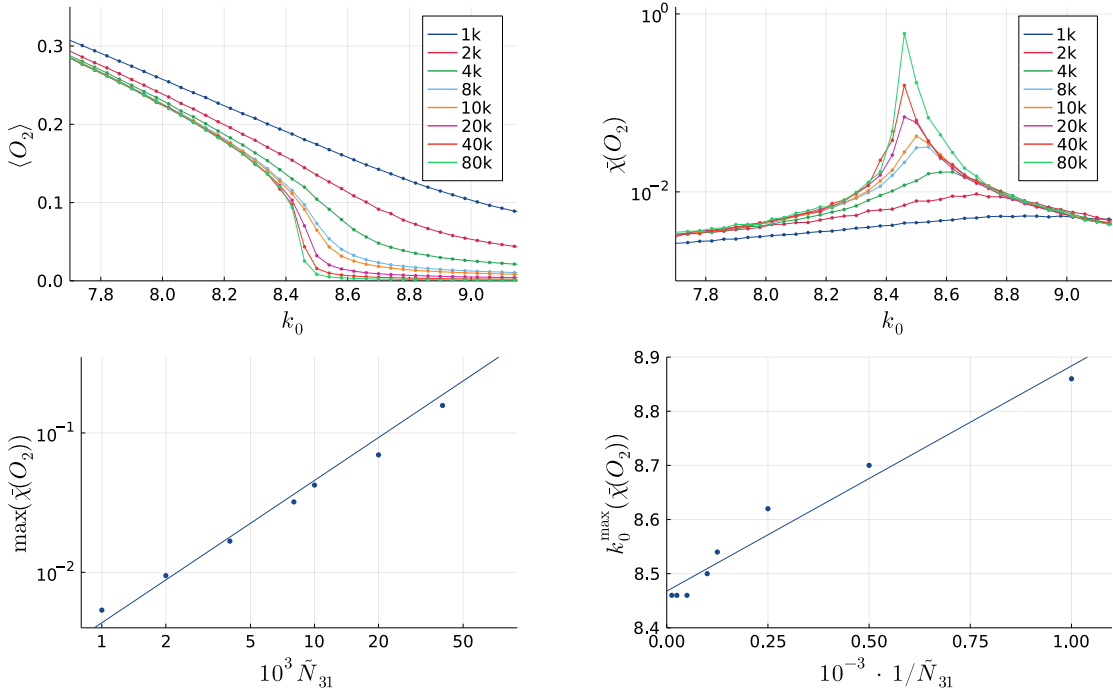 ⟨O₂⟩
0.3
0.2
0.1
0.0
7.8 8.0 8.2 8.4 8.6 8.8 9.0
k₀
1k
2k
4k
8k
10k
20k
40k
80k
χ̄(O₂)
10⁰
10⁻²
7.8 8.0 8.2 8.4 8.6 8.8 9.0
k₀
1k
2k
4k
8k
10k
20k
40k
80k
max(χ̄(O₂))
10⁻¹
10⁻²
1 2 5 10 20 50
10³ Ñ₃₁
k₀ᵐᵃˣ(χ̄(O₂))
8.9
8.8
8.7
8.6
8.5
8.4
0.00 0.25 0.50 0.75 1.00
10⁻³ · 1/Ñ₃₁